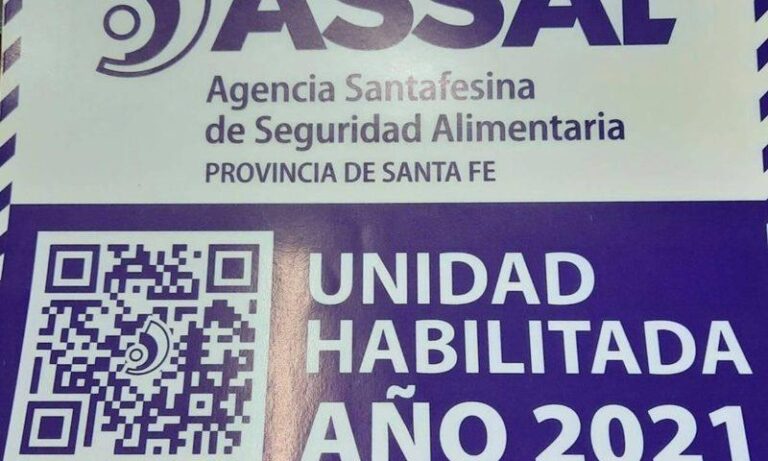 ASSAL
Agencia Santafesina
de Seguridad Alimentaria
PROVINCIA DE SANTA FE
UNIDAD
HABILITADA
AÑO 2021